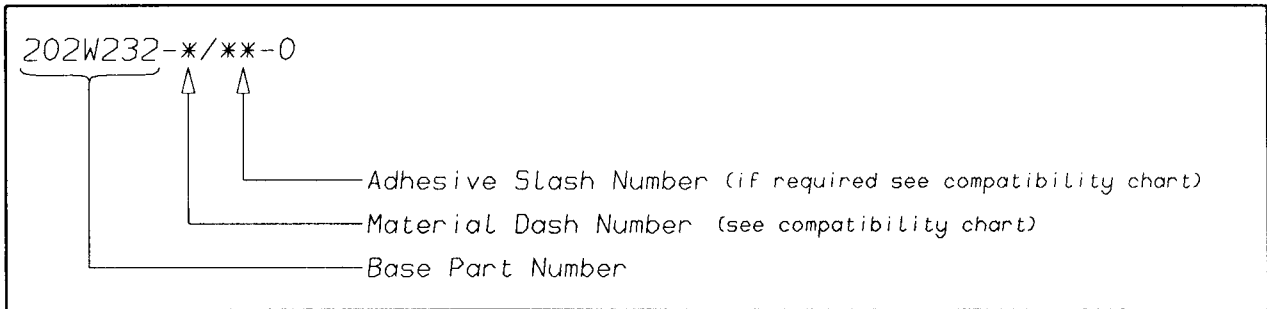 202W232-*/**-0
Adhesive Slash Number (if required see compatibility chart)
Material Dash Number (see compatibility chart)
Base Part Number